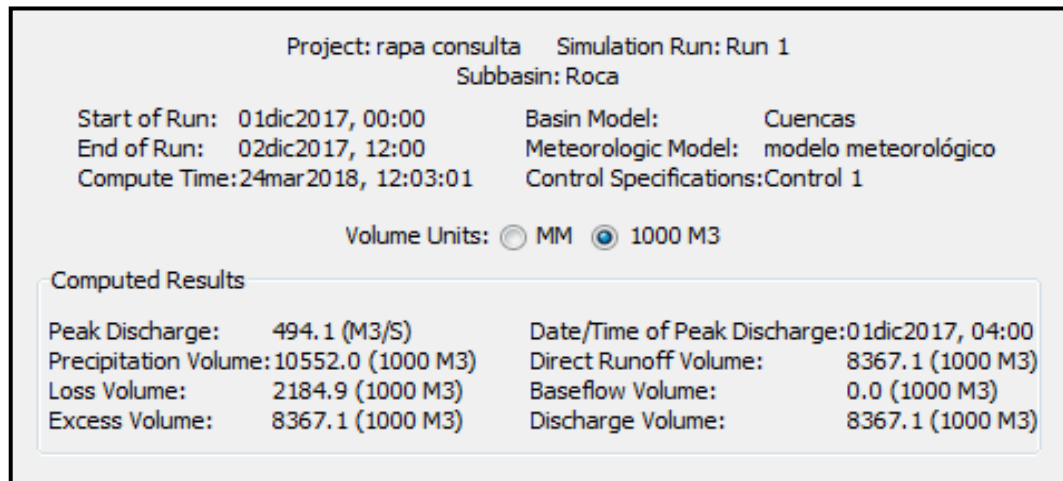 Project: rapa consulta Simulation Run: Run 1
Subbasin: Roca
Start of Run: 01dic2017, 00:00 Basin Model: Cuencas
End of Run: 02dic2017, 12:00 Meteorologic Model: modelo meteorológico
Compute Time:24mar2018, 12:03:01 Control Specifications:Control 1
Volume Units: MM 1000 M3
Computed Results
Peak Discharge: 494.1 (M3/S) Date/Time of Peak Discharge:01dic2017, 04:00
Precipitation Volume:10552.0 (1000 M3) Direct Runoff Volume: 8367.1 (1000 M3)
Loss Volume: 2184.9 (1000 M3) Baseflow Volume: 0.0 (1000 M3)
Excess Volume: 8367.1 (1000 M3) Discharge Volume: 8367.1 (1000 M3)